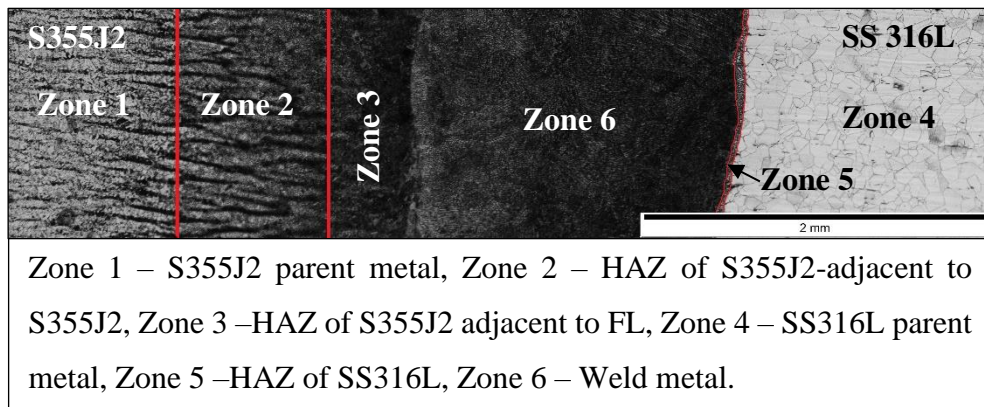 S355J2
SS 316L
Zone 1
Zone 2
Zone 3
Zone 6
Zone 4
Zone 5
2 mm
Zone 1 – S355J2 parent metal, Zone 2 – HAZ of S355J2-adjacent to
S355J2, Zone 3 –HAZ of S355J2 adjacent to FL, Zone 4 – SS316L parent
metal, Zone 5 –HAZ of SS316L, Zone 6 – Weld metal.